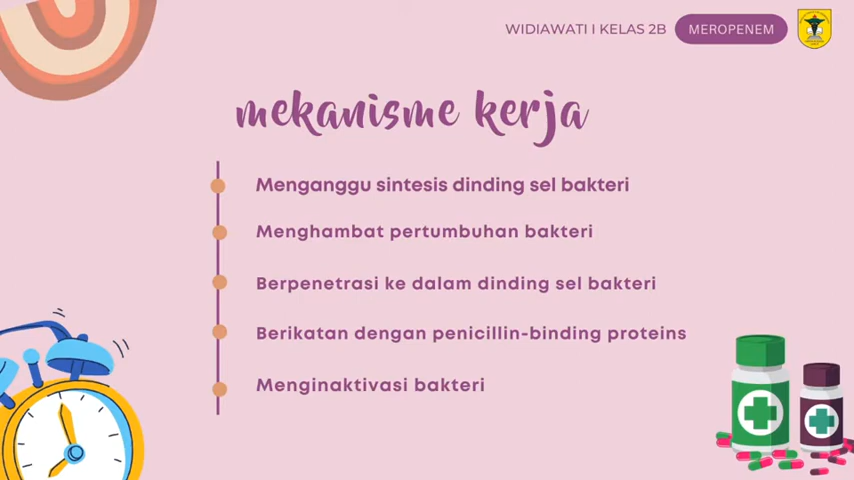 WIDIAWATI I KELAS 2B
MEROPENEM
mekanisme kerja
Menganggu sintesis dinding sel bakteri
Menghambat pertumbuhan bakteri
Berpenetrasi ke dalam dinding sel bakteri
Berikatan dengan penicillin-binding proteins
Menginaktivasi bakteri